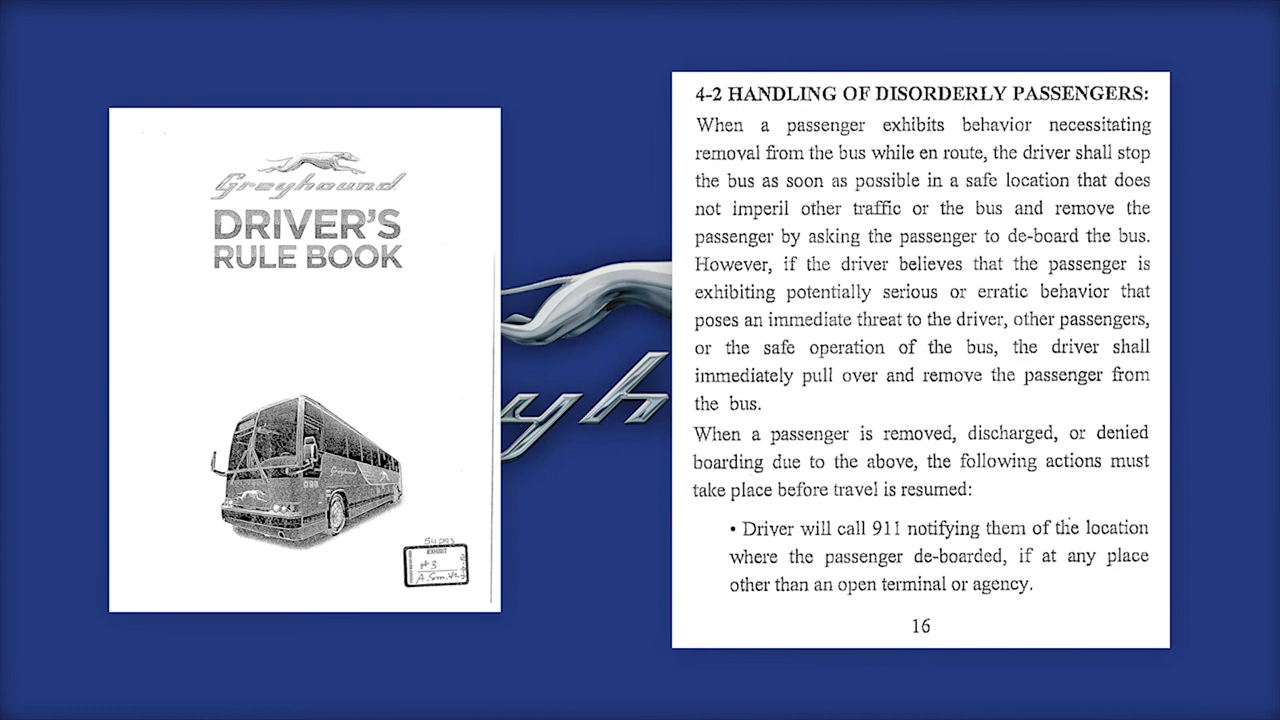 Greyhound
DRIVER'S
RULE BOOK
EXHIBIT
#3
4-2 HANDLING OF DISORDERLY PASSENGERS:
When a passenger exhibits behavior necessitating
removal from the bus while en route, the driver shall stop
the bus as soon as possible in a safe location that does
not imperil other traffic or the bus and remove the
passenger by asking the passenger to de-board the bus.
However, if the driver believes that the passenger is
exhibiting potentially serious or erratic behavior that
poses an immediate threat to the driver, other passengers,
or the safe operation of the bus, the driver shall
immediately pull over and remove the passenger from
the bus.
When a passenger is removed, discharged, or denied
boarding due to the above, the following actions must
take place before travel is resumed:
• Driver will call 911 notifying them of the location
where the passenger de-boarded, if at any place
other than an open terminal or agency.
16
yh